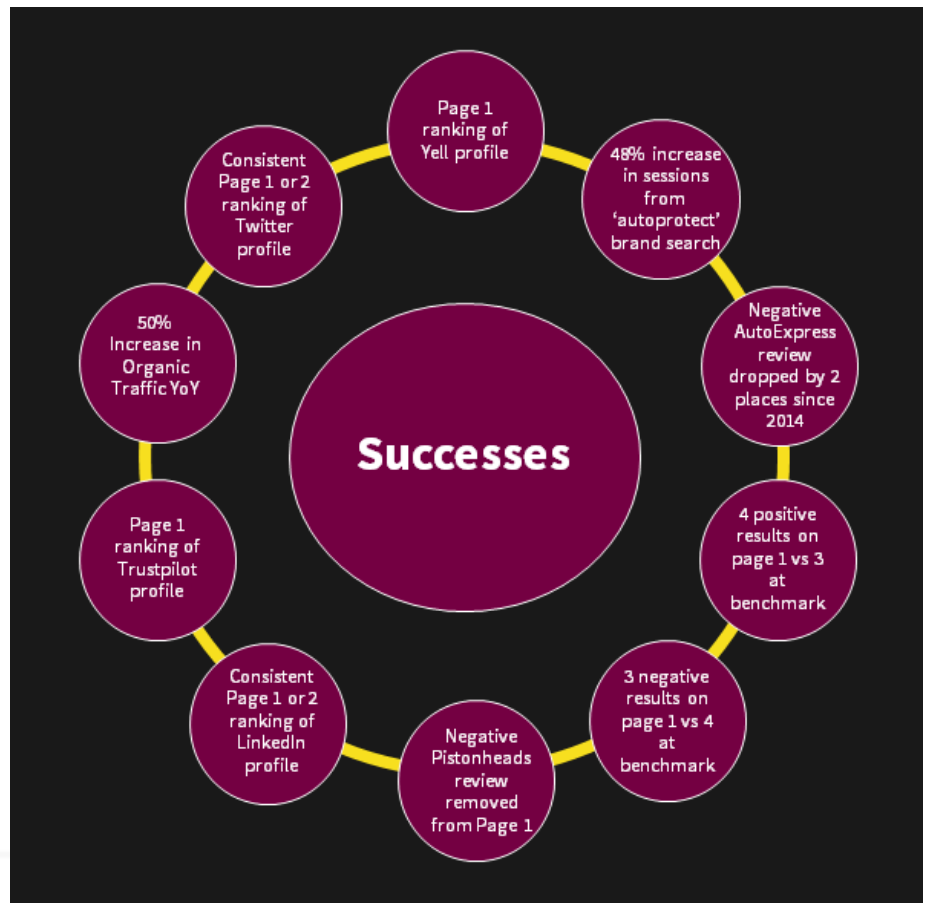 Page 1
ranking of
Yell profile
48% increase
in sessions
from
‘autoprotect’
brand search
Negative
AutoExpress
review
dropped by 2
places since
2014
4 positive
results on
page 1 vs 3
at
benchmark
3 negative
results on
page 1 vs 4
at
benchmark
Negative
Pistonheads
review
removed
from Page 1
Consistent
Page 1 or 2
ranking of
LinkedIn
profile
Page 1
ranking of
Trustpilot
profile
50%
Increase in
Organic
Traffic YoY
Consistent
Page 1 or 2
ranking of
Twitter
profile
Successes